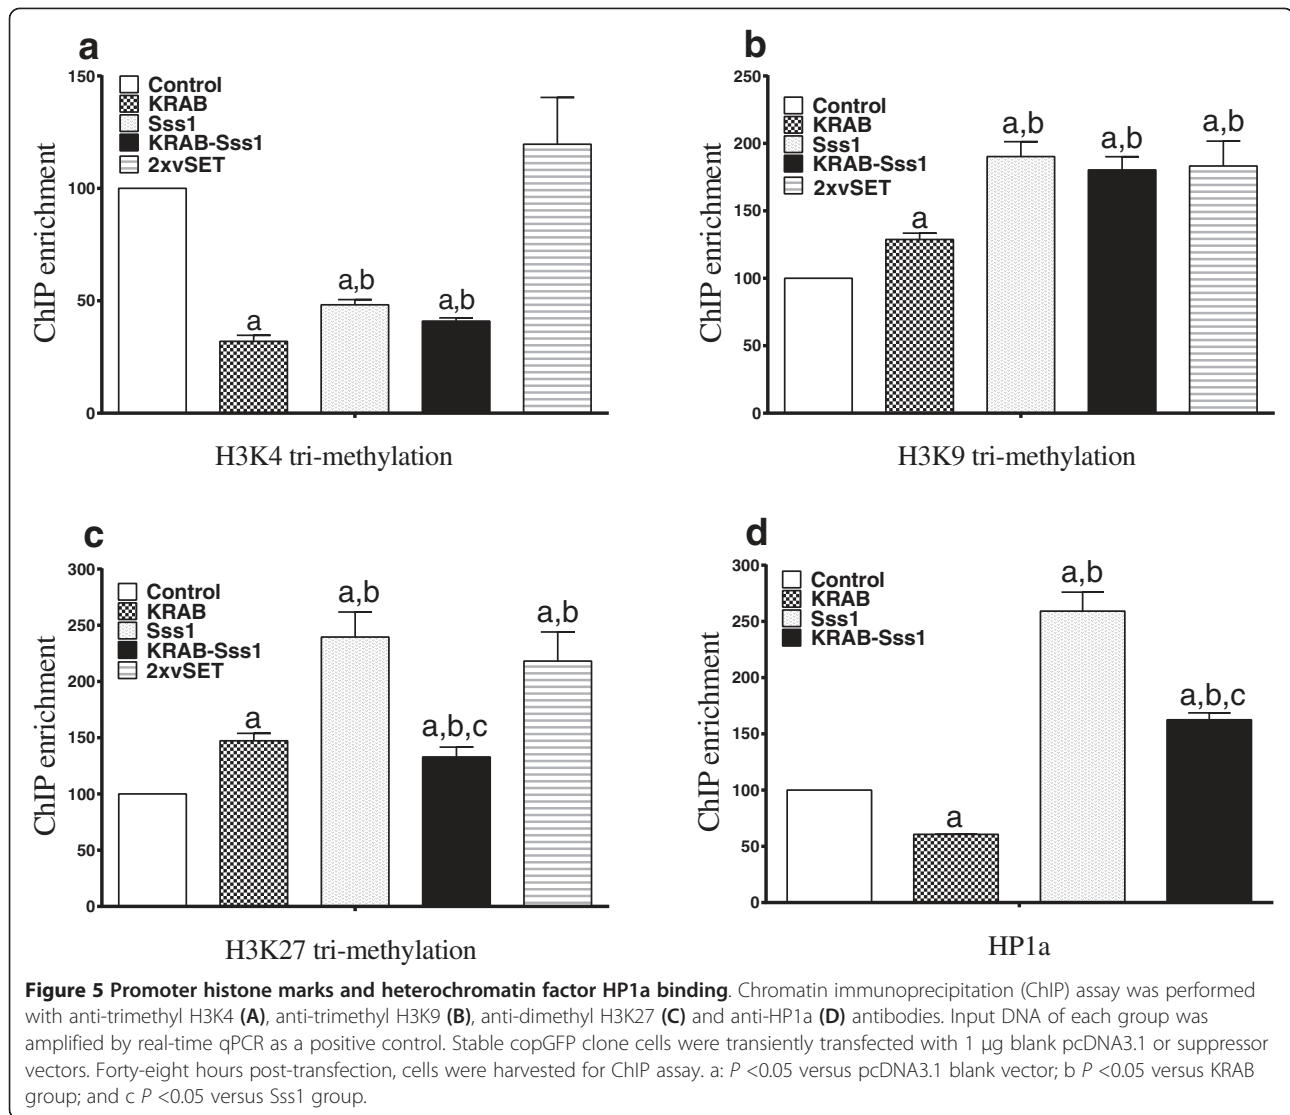 a
150
100
50
0
ChIP enrichment
Control
KRAB
Sss1
KRAB-Sss1
2xvSET
a
a,b
a,b
H3K4 tri-methylation
b
250
200
150
100
50
0
ChIP enrichment
Control
KRAB
Sss1
KRAB-Sss1
2xvSET
a
a,b
a,b
a,b
H3K9 tri-methylation
c
300
250
200
150
100
50
0
ChIP enrichment
Control
KRAB
Sss1
KRAB-Sss1
2xvSET
a
a,b
a,b,c
a,b
H3K27 tri-methylation
d
300
250
200
150
100
50
0
ChIP enrichment
Control
KRAB
Sss1
KRAB-Sss1
a
a,b
a,b,c
HP1a
Figure 5 Promoter histone marks and heterochromatin factor HP1a binding. Chromatin immunoprecipitation (ChIP) assay was performed
with anti-trimethyl H3K4 (A), anti-trimethyl H3K9 (B), anti-dimethyl H3K27 (C) and anti-HP1a (D) antibodies. Input DNA of each group was
amplified by real-time qPCR as a positive control. Stable copGFP clone cells were transiently transfected with 1 μg blank pcDNA3.1 or suppressor
vectors. Forty-eight hours post-transfection, cells were harvested for ChIP assay. a: P <0.05 versus pcDNA3.1 blank vector; b P <0.05 versus KRAB
group; and c P <0.05 versus Sss1 group.